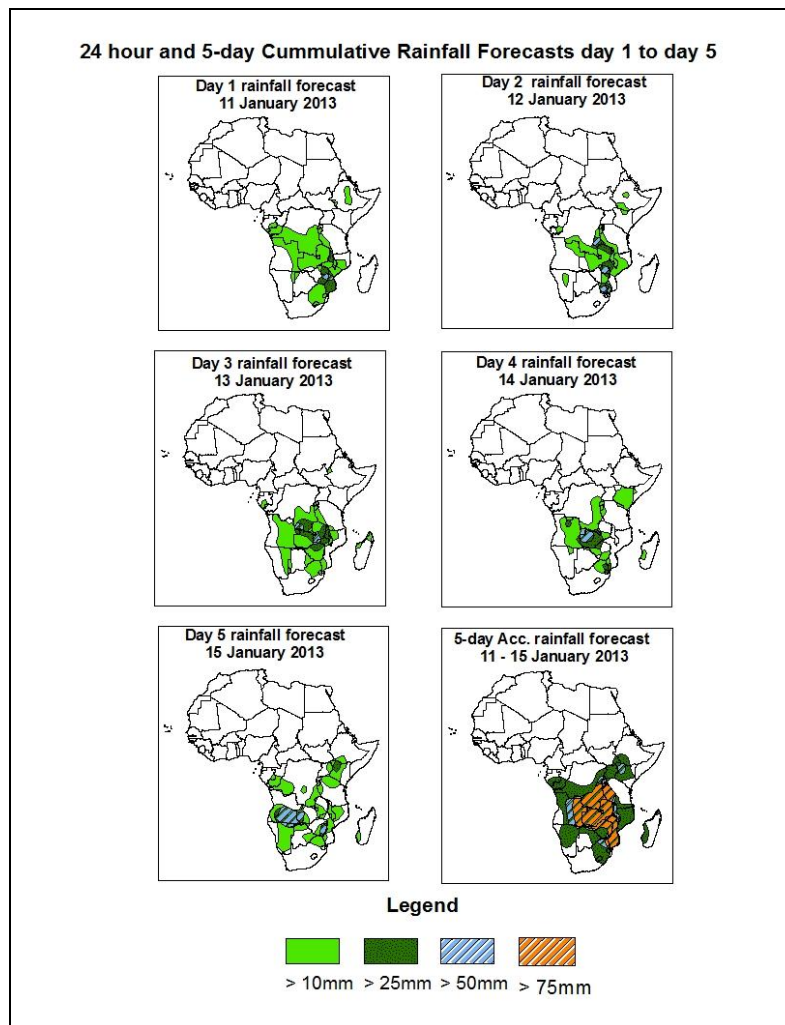 24 hour and 5-day Cummulative Rainfall Forecasts day 1 to day 5
Day 1 rainfall forecast
11 January 2013
Day 2 rainfall forecast
12 January 2013
Day 3 rainfall forecast
13 January 2013
Day 4 rainfall forecast
14 January 2013
Day 5 rainfall forecast
15 January 2013
5-day Acc. rainfall forecast
11 - 15 January 2013
Legend
> 10mm > 25mm > 50mm > 75mm